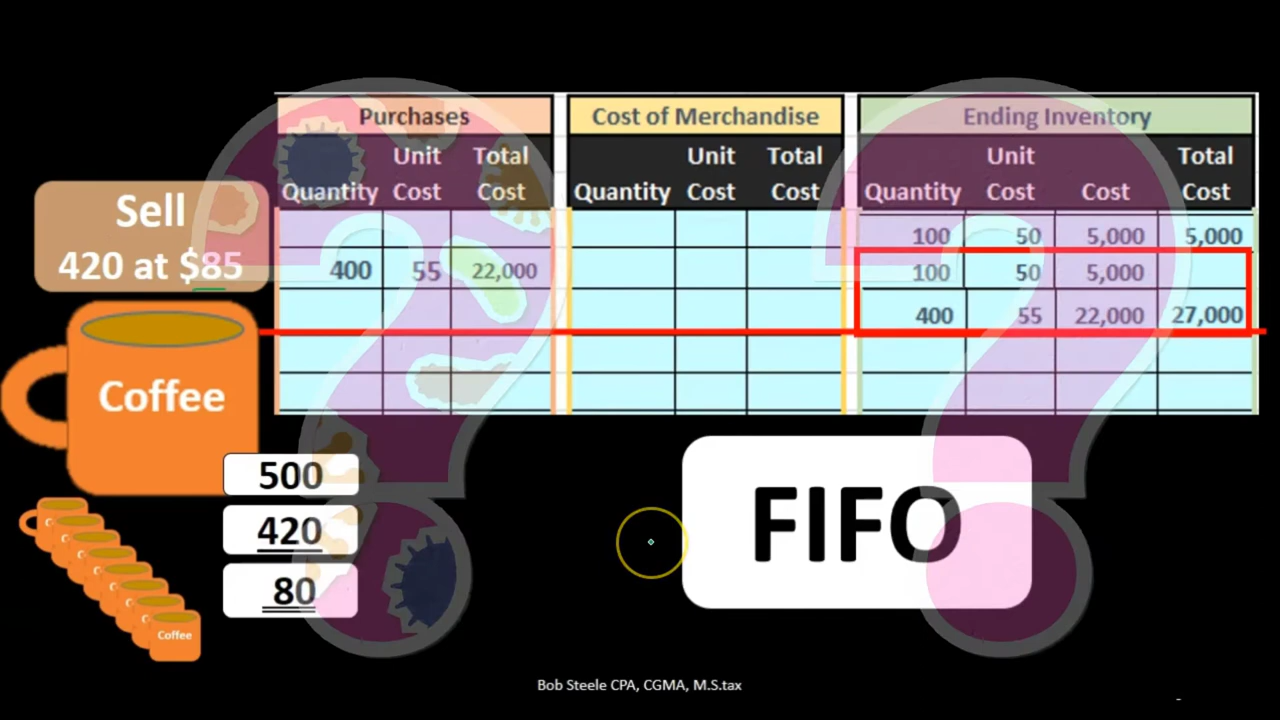 Purchases Cost of Merchandise Ending Inventory
Unit Total Unit Total Unit Total
Quantity Cost Cost Quantity Cost Cost Quantity Cost Cost Cost
Sell
420 at $85
100 50 5,000 5,000
400 55 22,000 100 50 5,000
400 55 22,000 27,000
Coffee
500
420
80
FIFO
Coffee
Bob Steele CPA, CGMA, M.S.tax